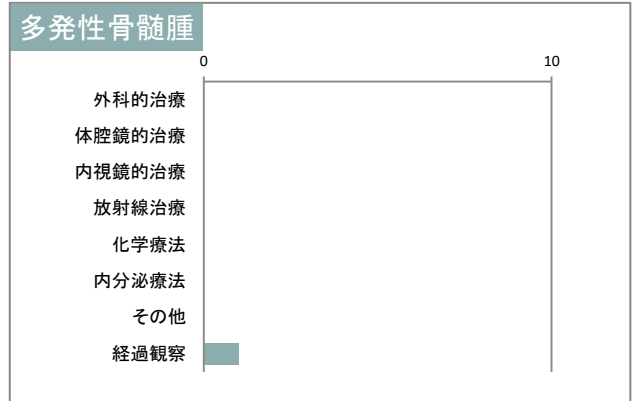 多発性骨髄腫
0 10
外科的治療
体腔鏡的治療
内視鏡的治療
放射線治療
化学療法
内分泌療法
その他
経過観察